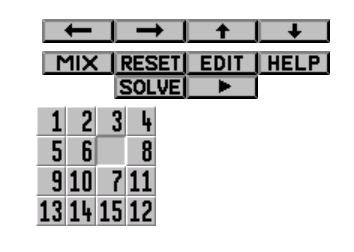 ← → ↑ ↓
MIX RESET EDIT HELP
SOLVE ►
1 2 3 4
5 6 8
9 10 7 11
13 14 15 12